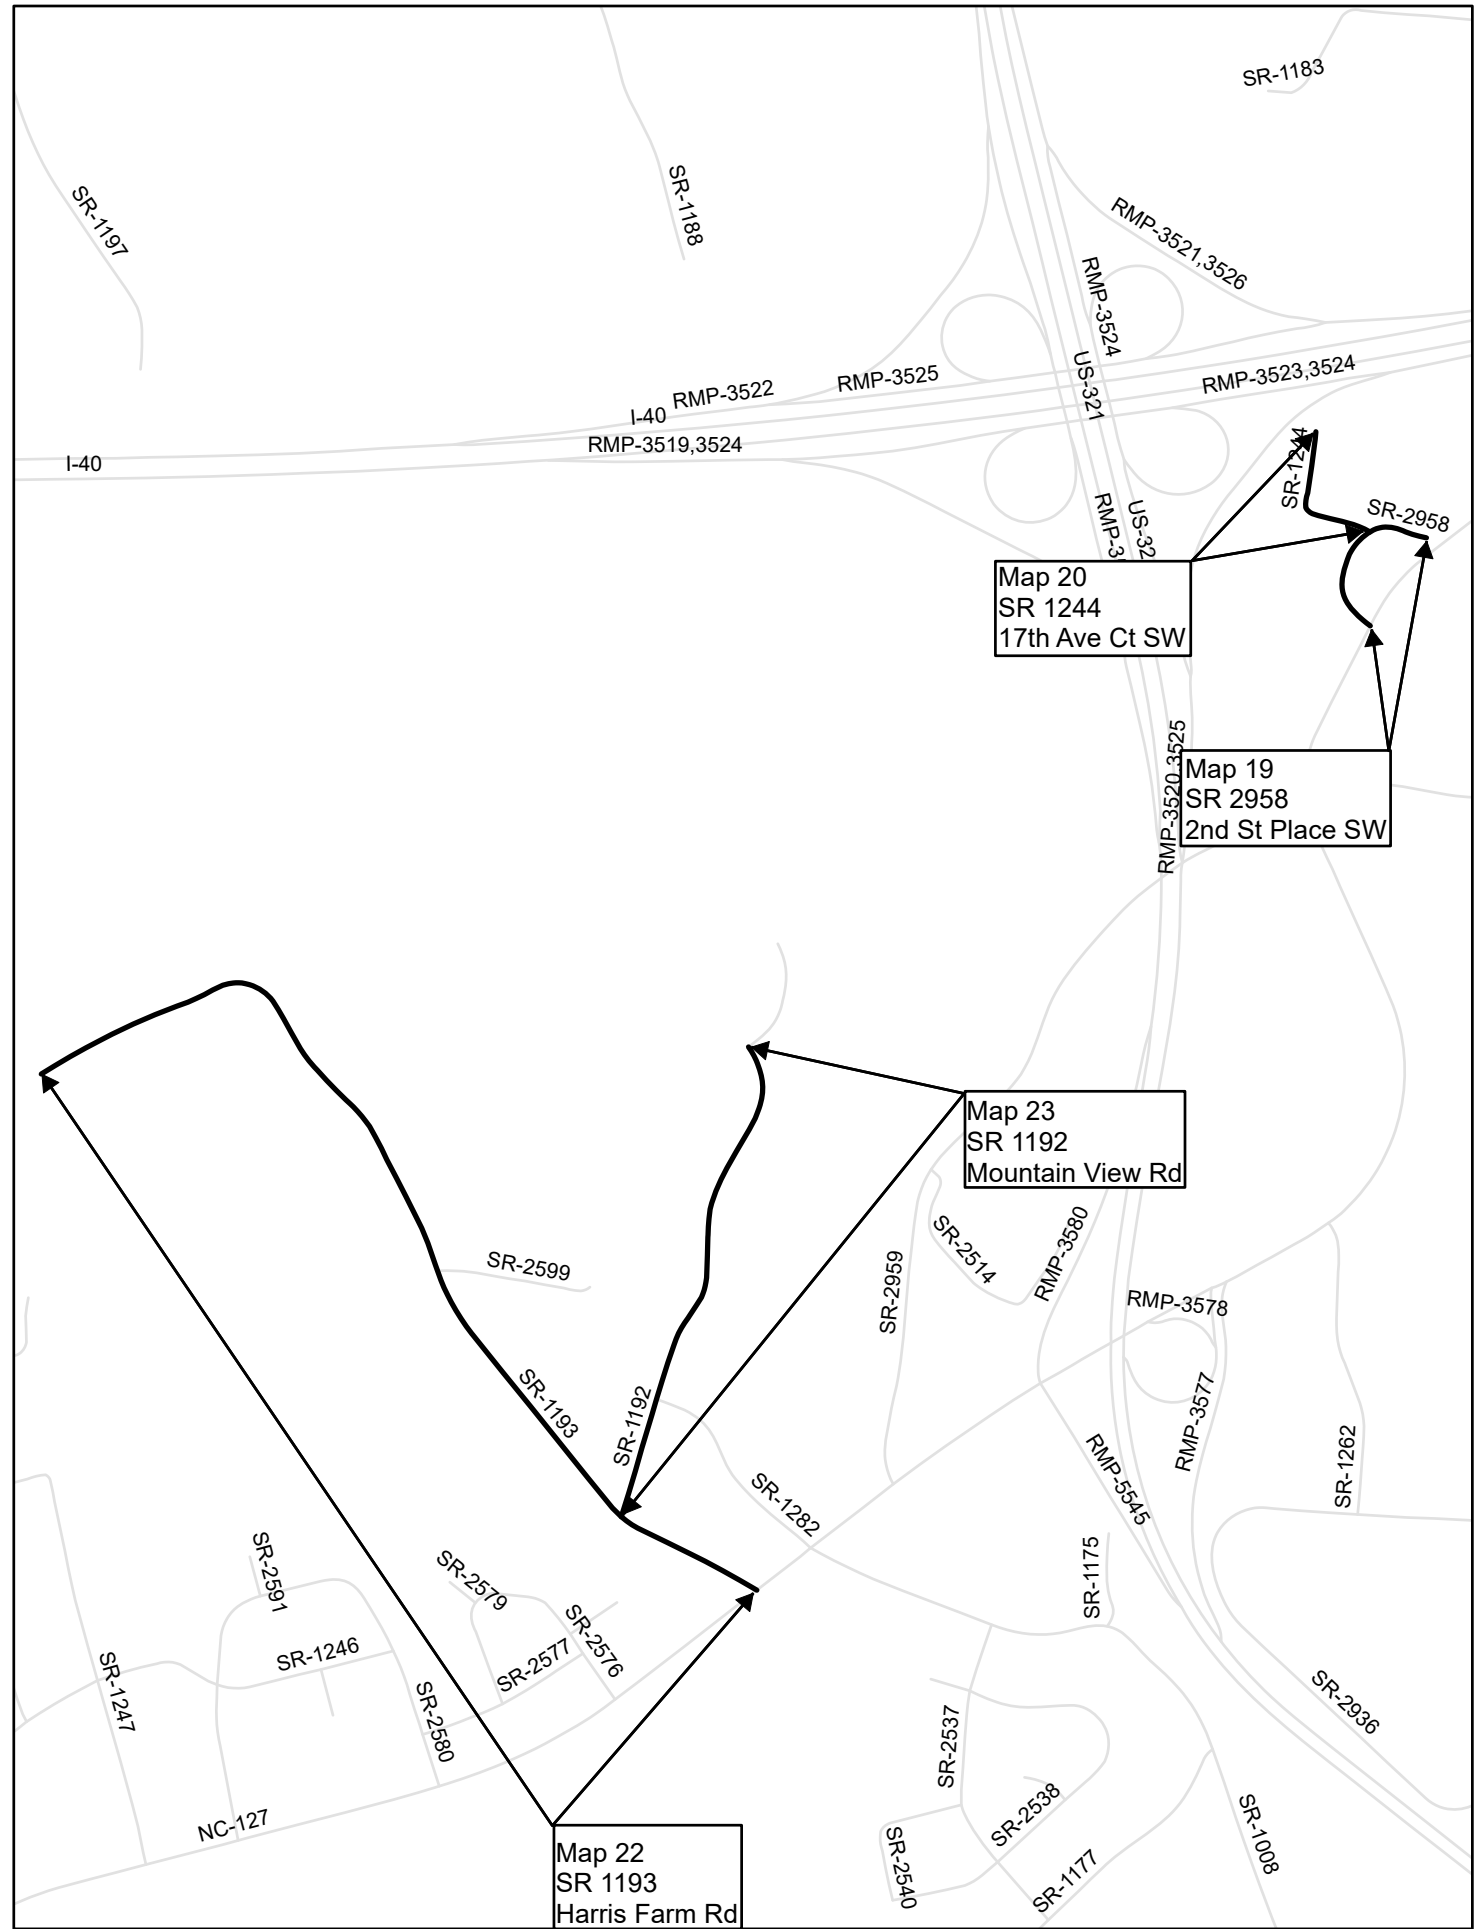 SR-1183
SR-1197
SR-1188
RMP-3521,3526
RMP-3524
US-321
RMP-3522
RMP-3525
RMP-3523,3524
I-40
RMP-3519,3524
I-40
SR-1244
SR-2958
RMP-3
US-32
Map 20
SR 1244
17th Ave Ct SW
RMP-3520,3525
Map 19
SR 2958
2nd St Place SW
Map 23
SR 1192
Mountain View Rd
SR-2599
SR-2959
SR-2514
RMP-3580
RMP-3578
SR-1193
SR-1192
RMP-3577
RMP-5545
SR-1262
SR-1282
SR-2591
SR-2579
SR-2576
SR-2577
SR-1175
SR-1246
SR-1247
SR-2580
SR-2936
SR-2537
SR-2538
NC-127
SR-2540
SR-1177
SR-1008
Map 22
SR 1193
Harris Farm Rd